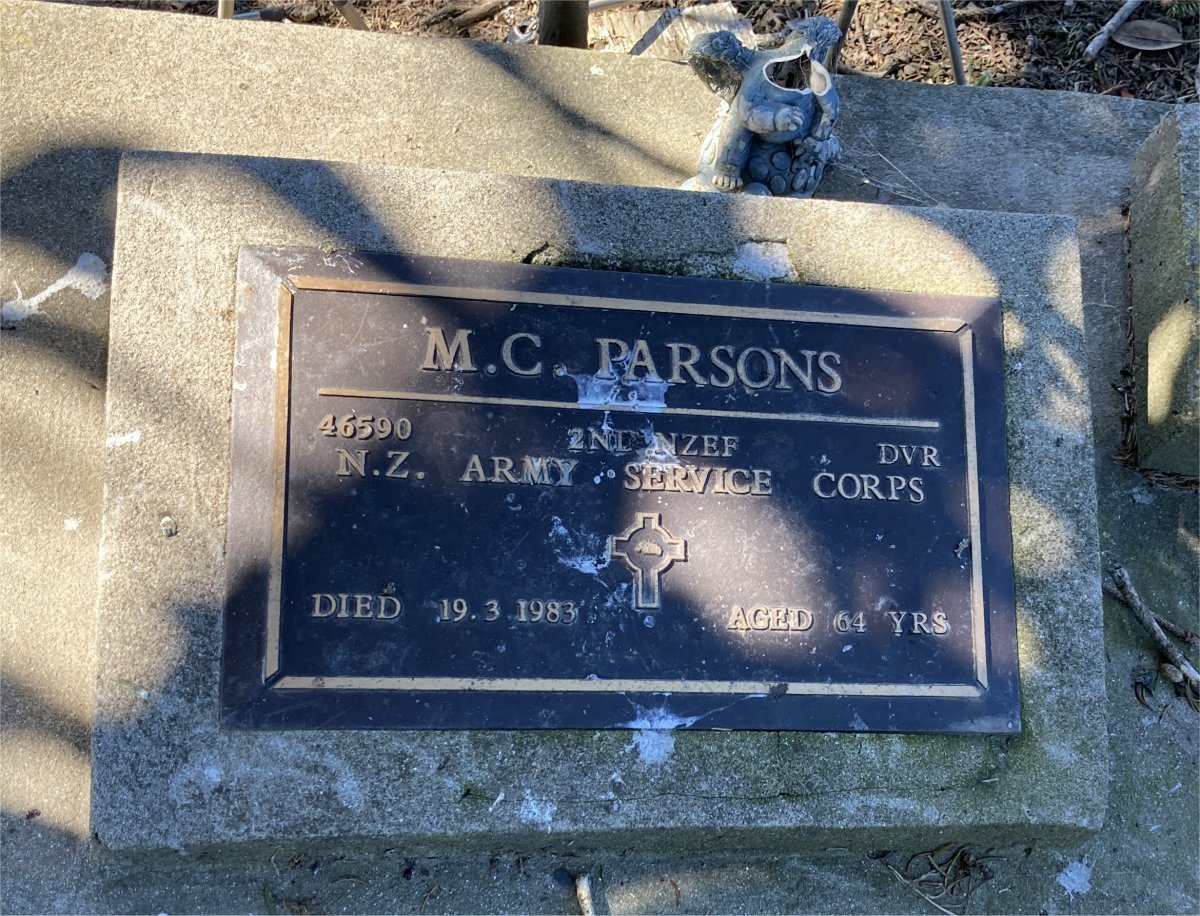 M.C. PARSONS
46590 2ND NZEF DVR
N.Z. ARMY SERVICE CORPS
DIED 19.3 1983 AGED 64 YRS